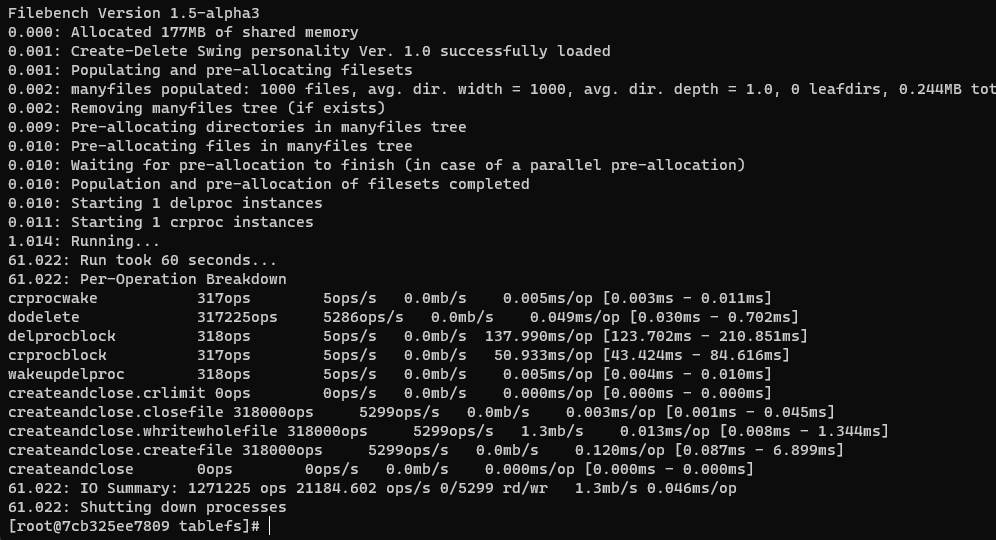 Filebench Version 1.5-alpha3
0.000: Allocated 177MB of shared memory
0.001: Create-Delete Swing personality Ver. 1.0 successfully loaded
0.001: Populating and pre-allocating filesets
0.002: manyfiles populated: 1000 files, avg. dir. width = 1000, avg. dir. depth = 1.0, 0 leafdirs, 0.244MB tot
0.002: Removing manyfiles tree (if exists)
0.009: Pre-allocating directories in manyfiles tree
0.010: Pre-allocating files in manyfiles tree
0.010: Waiting for pre-allocation to finish (in case of a parallel pre-allocation)
0.010: Population and pre-allocation of filesets completed
0.010: Starting 1 delproc instances
0.011: Starting 1 crproc instances
1.014: Running...
61.022: Run took 60 seconds...
61.022: Per-Operation Breakdown
crprocwake           317ops        5ops/s   0.0mb/s    0.005ms/op [0.003ms - 0.011ms]
dodelete             317225ops     5286ops/s   0.0mb/s    0.049ms/op [0.030ms - 0.702ms]
delprocblock         318ops        5ops/s   0.0mb/s  137.990ms/op [123.702ms - 210.851ms]
crprocblock          317ops        5ops/s   0.0mb/s   50.933ms/op [43.424ms - 84.616ms]
wakeupdelproc        318ops        5ops/s   0.0mb/s    0.005ms/op [0.004ms - 0.010ms]
createandclose.crlimit 0ops        0ops/s   0.0mb/s    0.000ms/op [0.000ms - 0.000ms]
createandclose.closefile 318000ops     5299ops/s   0.0mb/s    0.003ms/op [0.001ms - 0.045ms]
createandclose.whritewholefile 318000ops     5299ops/s   1.3mb/s    0.013ms/op [0.008ms - 1.344ms]
createandclose.createfile 318000ops     5299ops/s   0.0mb/s    0.120ms/op [0.087ms - 6.899ms]
createandclose       0ops        0ops/s   0.0mb/s    0.000ms/op [0.000ms - 0.000ms]
61.022: IO Summary: 1271225 ops 21184.602 ops/s 0/5299 rd/wr   1.3mb/s 0.046ms/op
61.022: Shutting down processes
[root@7cb325ee7809 tablefs]#